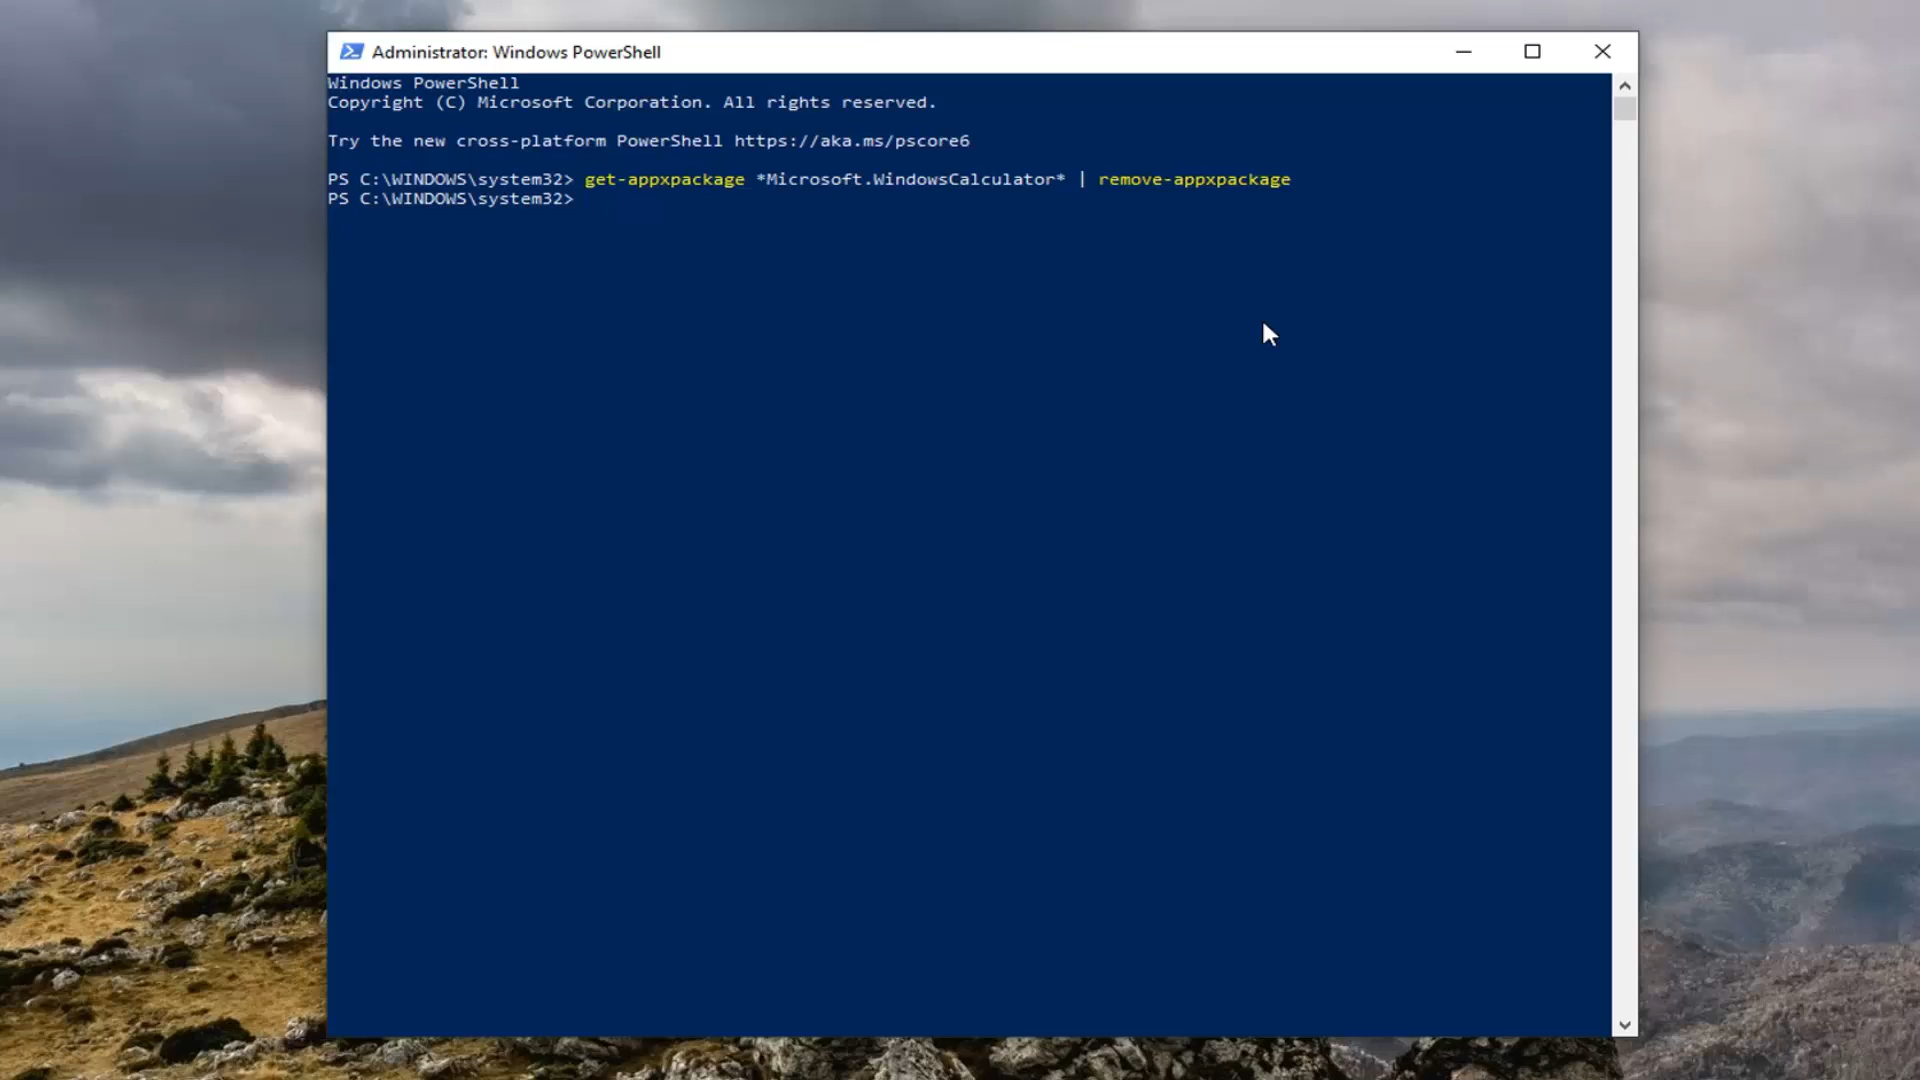 Administrator: Windows PowerShell
Windows PowerShell
Copyright (C) Microsoft Corporation. All rights reserved.
Try the new cross-platform PowerShell https://aka.ms/pscore6
PS C:\WINDOWS\system32> get-appxpackage *Microsoft.WindowsCalculator* | remove-appxpackage
PS C:\WINDOWS\system32>